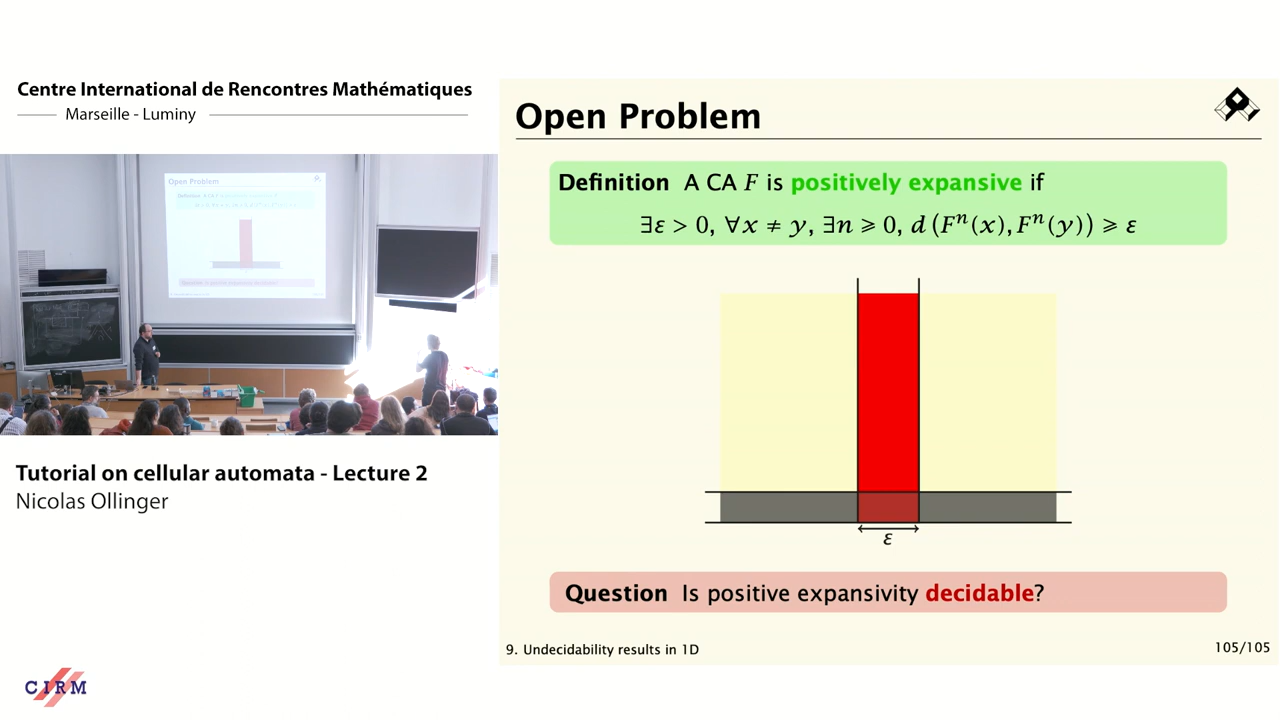 Centre International de Rencontres Mathématiques
Marseille - Luminy
Open Problem
Definition A CA F is positively expansive if
∃ε > 0, ∀x ≠ y, ∃n ⩾ 0, d (Fⁿ(x), Fⁿ(y)) ⩾ ε
ε
Question Is positive expansivity decidable?
9. Undecidability results in 1D
105/105
Open Problem
Tutorial on cellular automata - Lecture 2
Nicolas Ollinger
CIRM